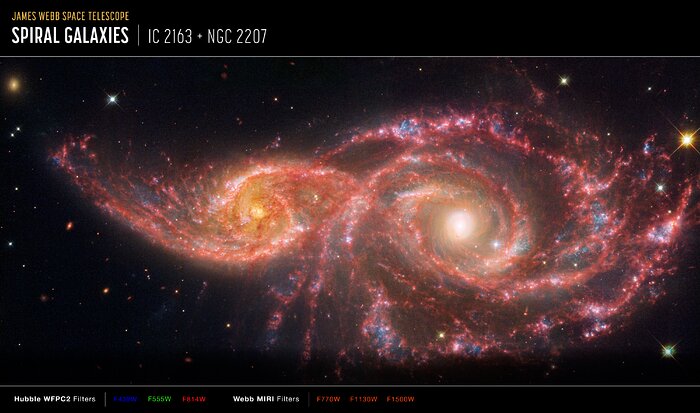 JAMES WEBB SPACE TELESCOPE
SPIRAL GALAXIES | IC 2163 + NGC 2207
Hubble WFPC2 Filters | F439W F555W F814W Webb MIRI Filters | F770W F1130W F1500W